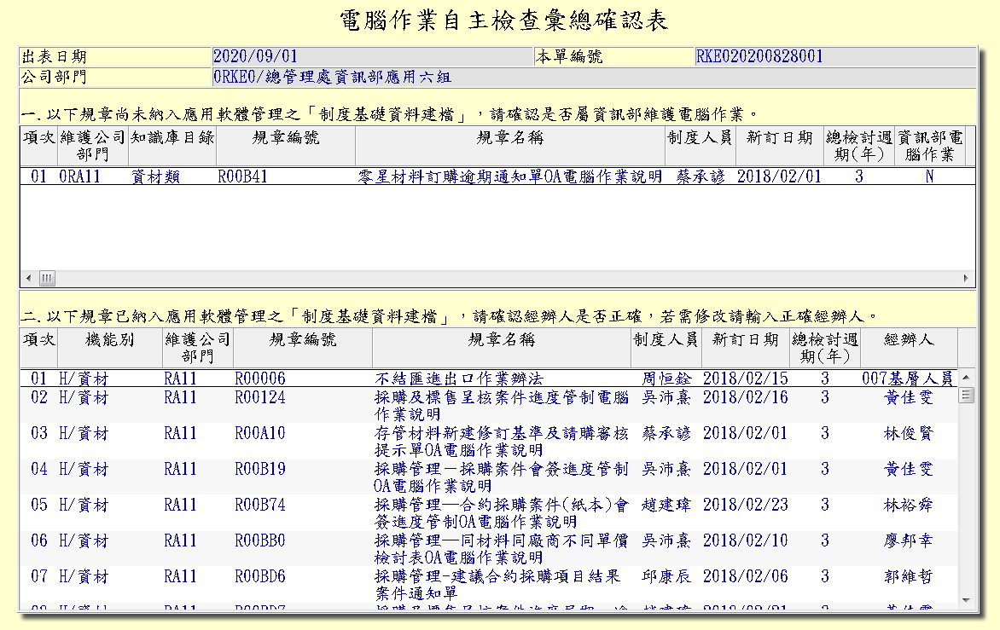 電腦作業自主檢查彙總確認表
出表日期 2020/09/01 本單編號 RKE020200828001
公司部門 0RKE0/總管理處資訊部應用六組
一.以下規章尚未納入應用軟體管理之「制度基礎資料建檔」，請確認是否屬資訊部維護電腦作業。
項次 維護公司 知識庫目錄 規章編號 規章名稱 制度人員 新訂日期 總檢討週 資訊部電
部門 期(年) 腦作業
01 0RA11 資材類 R00B41 零星材料訂購逾期通知單OA電腦作業說明 蔡承諺 2018/02/01 3 N
二.以下規章已納入應用軟體管理之「制度基礎資料建檔」，請確認經辦人是否正確，若需修改請輸入正確經辦人。
項次 機能別 維護公司 規章編號 規章名稱 制度人員 新訂日期 總檢討週 經辦人
部門 期(年)
01 H/資材 RA11 R00006 不結匯進出口作業辦法 周恒銓 2018/02/15 3 007基層人員
02 H/資材 RA11 R00124 採購及標售呈核案件進度管制電腦 吳沛熹 2018/02/16 3 黃佳雯
作業說明
03 H/資材 RA11 R00A10 存管材料新建修訂基準及請購審核 蔡承諺 2018/02/01 3 林俊賢
提示單OA電腦作業說明
04 H/資材 RA11 R00B19 採購管理－採購案件會簽進度管制 吳沛熹 2018/02/01 3 黃佳雯
OA電腦作業說明
05 H/資材 RA11 R00B74 採購管理—合約採購案件(紙本)會 趙建瑋 2018/02/23 3 林裕舜
簽進度管制OA電腦作業說明
06 H/資材 RA11 R00BB0 採購管理—同材料同廠商不同單價 吳沛熹 2018/02/10 3 廖邦幸
檢討表OA電腦作業說明
07 H/資材 RA11 R00BD6 採購管理-建議合約採購項目結果 邱康辰 2018/02/06 3 郭維哲
案件通知單